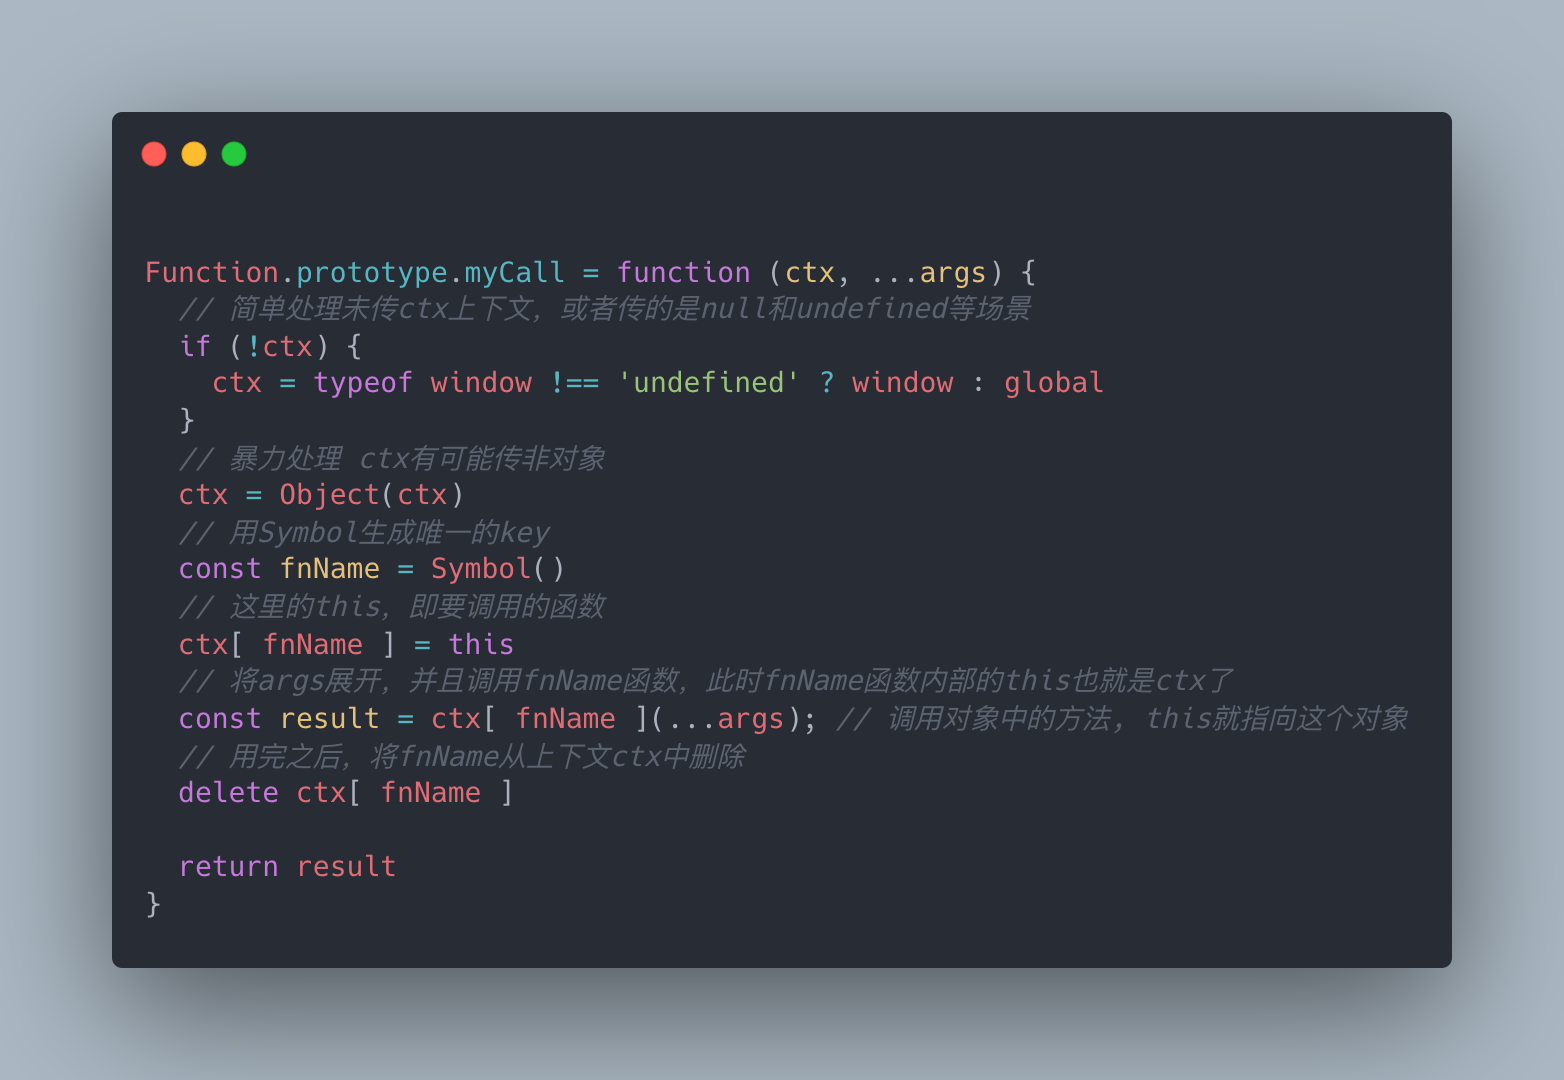 Function.prototype.myCall = function (ctx, ...args) {
  // 简单处理未传ctx上下文，或者传的是null和undefined等场景
  if (!ctx) {
    ctx = typeof window !== 'undefined' ? window : global
  }
  // 暴力处理 ctx有可能传非对象
  ctx = Object(ctx)
  // 用Symbol生成唯一的key
  const fnName = Symbol()
  // 这里的this，即要调用的函数
  ctx[ fnName ] = this
  // 将args展开，并且调用fnName函数，此时fnName函数内部的this也就是ctx了
  const result = ctx[ fnName ](...args); // 调用对象中的方法, this就指向这个对象
  // 用完之后，将fnName从上下文ctx中删除
  delete ctx[ fnName ]
  return result
}